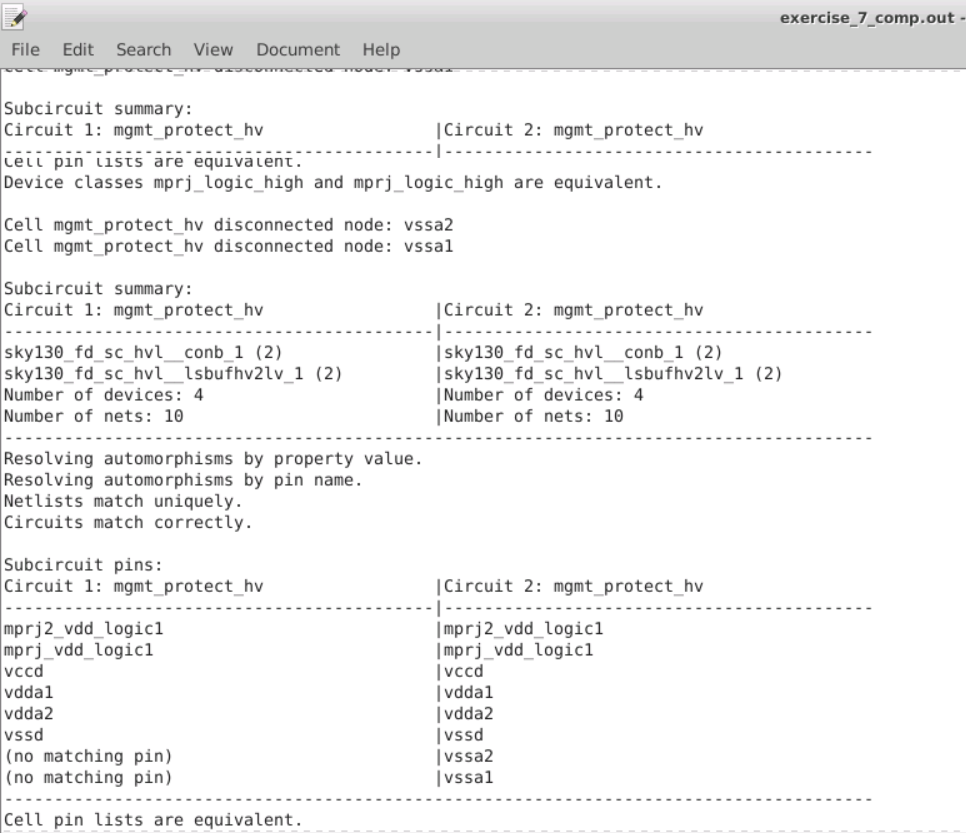 exercise_7_comp.out -
File Edit Search View Document Help
Cell mgmt_protect_hv disconnected node: vssa1
Subcircuit summary:
Circuit 1: mgmt_protect_hv |Circuit 2: mgmt_protect_hv
-------------------------------------------|-------------------------------------------
Cell pin lists are equivalent.
Device classes mprj_logic_high and mprj_logic_high are equivalent.
Cell mgmt_protect_hv disconnected node: vssa2
Cell mgmt_protect_hv disconnected node: vssa1
Subcircuit summary:
Circuit 1: mgmt_protect_hv |Circuit 2: mgmt_protect_hv
-------------------------------------------|-------------------------------------------
sky130_fd_sc_hvl__conb_1 (2) |sky130_fd_sc_hvl__conb_1 (2)
sky130_fd_sc_hvl__lsbufhv2lv_1 (2) |sky130_fd_sc_hvl__lsbufhv2lv_1 (2)
Number of devices: 4 |Number of devices: 4
Number of nets: 10 |Number of nets: 10
---------------------------------------------------------------------------------------
Resolving automorphisms by property value.
Resolving automorphisms by pin name.
Netlists match uniquely.
Circuits match correctly.
Subcircuit pins:
Circuit 1: mgmt_protect_hv |Circuit 2: mgmt_protect_hv
-------------------------------------------|-------------------------------------------
mprj2_vdd_logic1 |mprj2_vdd_logic1
mprj_vdd_logic1 |mprj_vdd_logic1
vccd |vccd
vdda1 |vdda1
vdda2 |vdda2
vssd |vssd
(no matching pin) |vssa2
(no matching pin) |vssa1
---------------------------------------------------------------------------------------
Cell pin lists are equivalent.